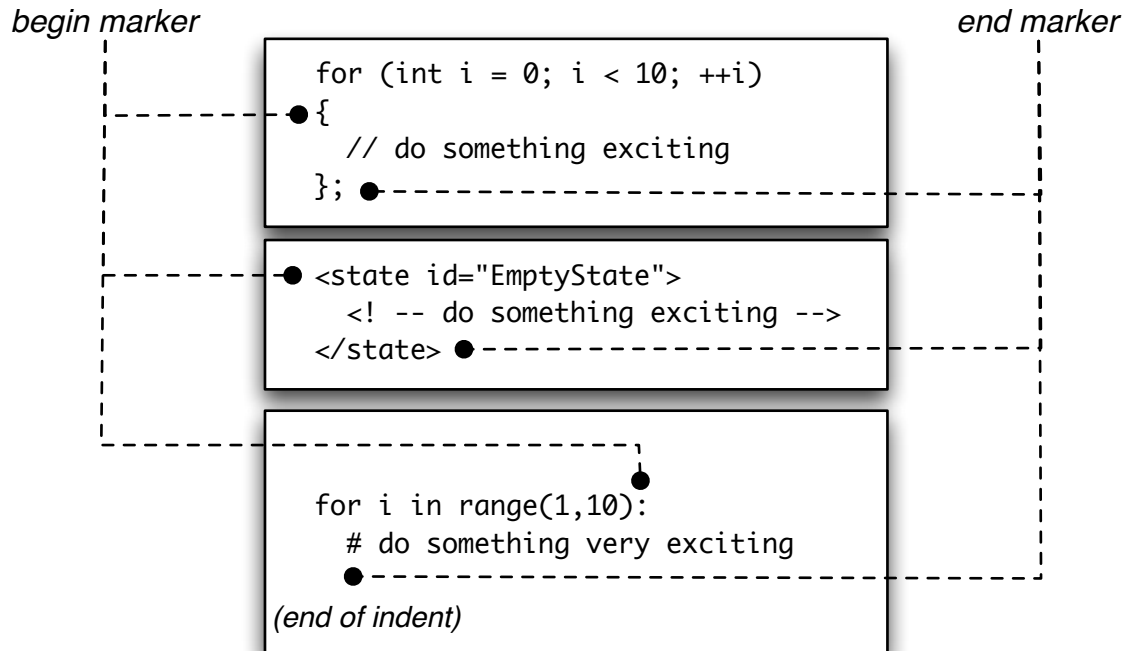 begin marker
end marker
for (int i = 0; i < 10; ++i)
{
// do something exciting
};
<state id="EmptyState">
<! -- do something exciting -->
</state>
for i in range(1,10):
# do something very exciting
(end of indent)